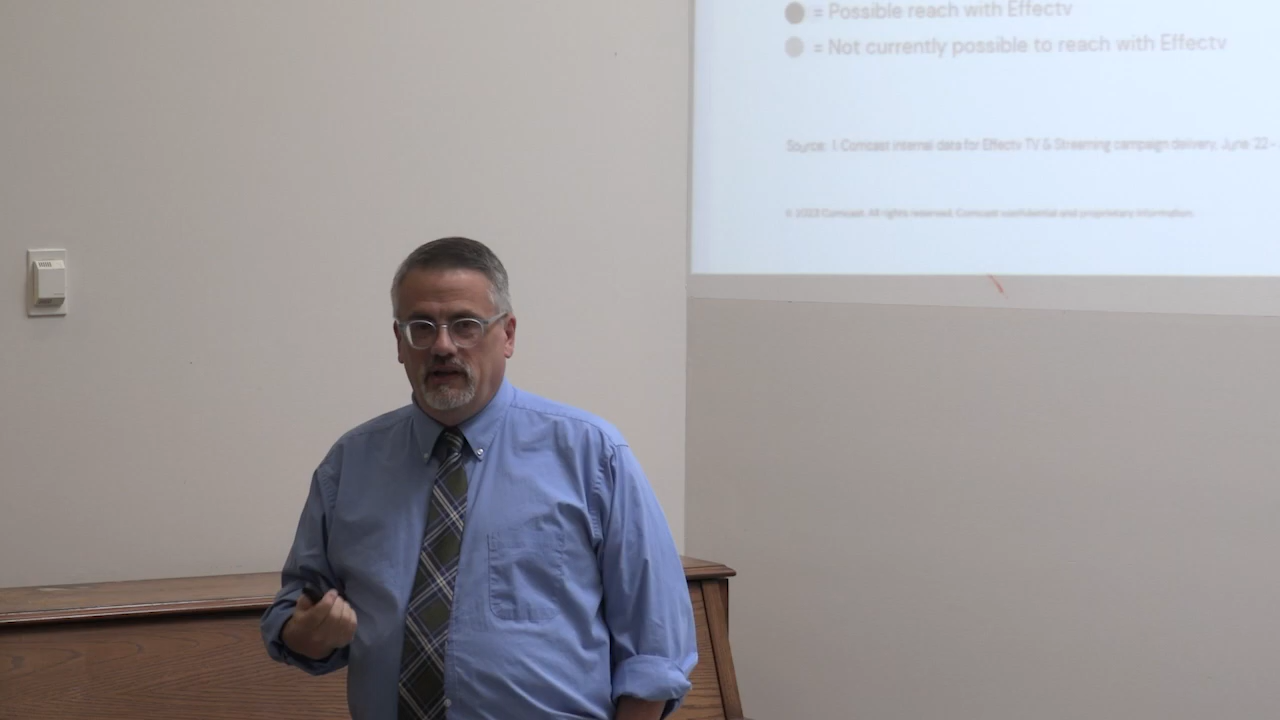 = Possible reach with Effectv
= Not currently possible to reach with Effectv
Source: 1. Comcast internal data for Effectv TV & Streaming campaign delivery, June '22 -
© 2023 Comcast. All rights reserved. Comcast confidential and proprietary information.